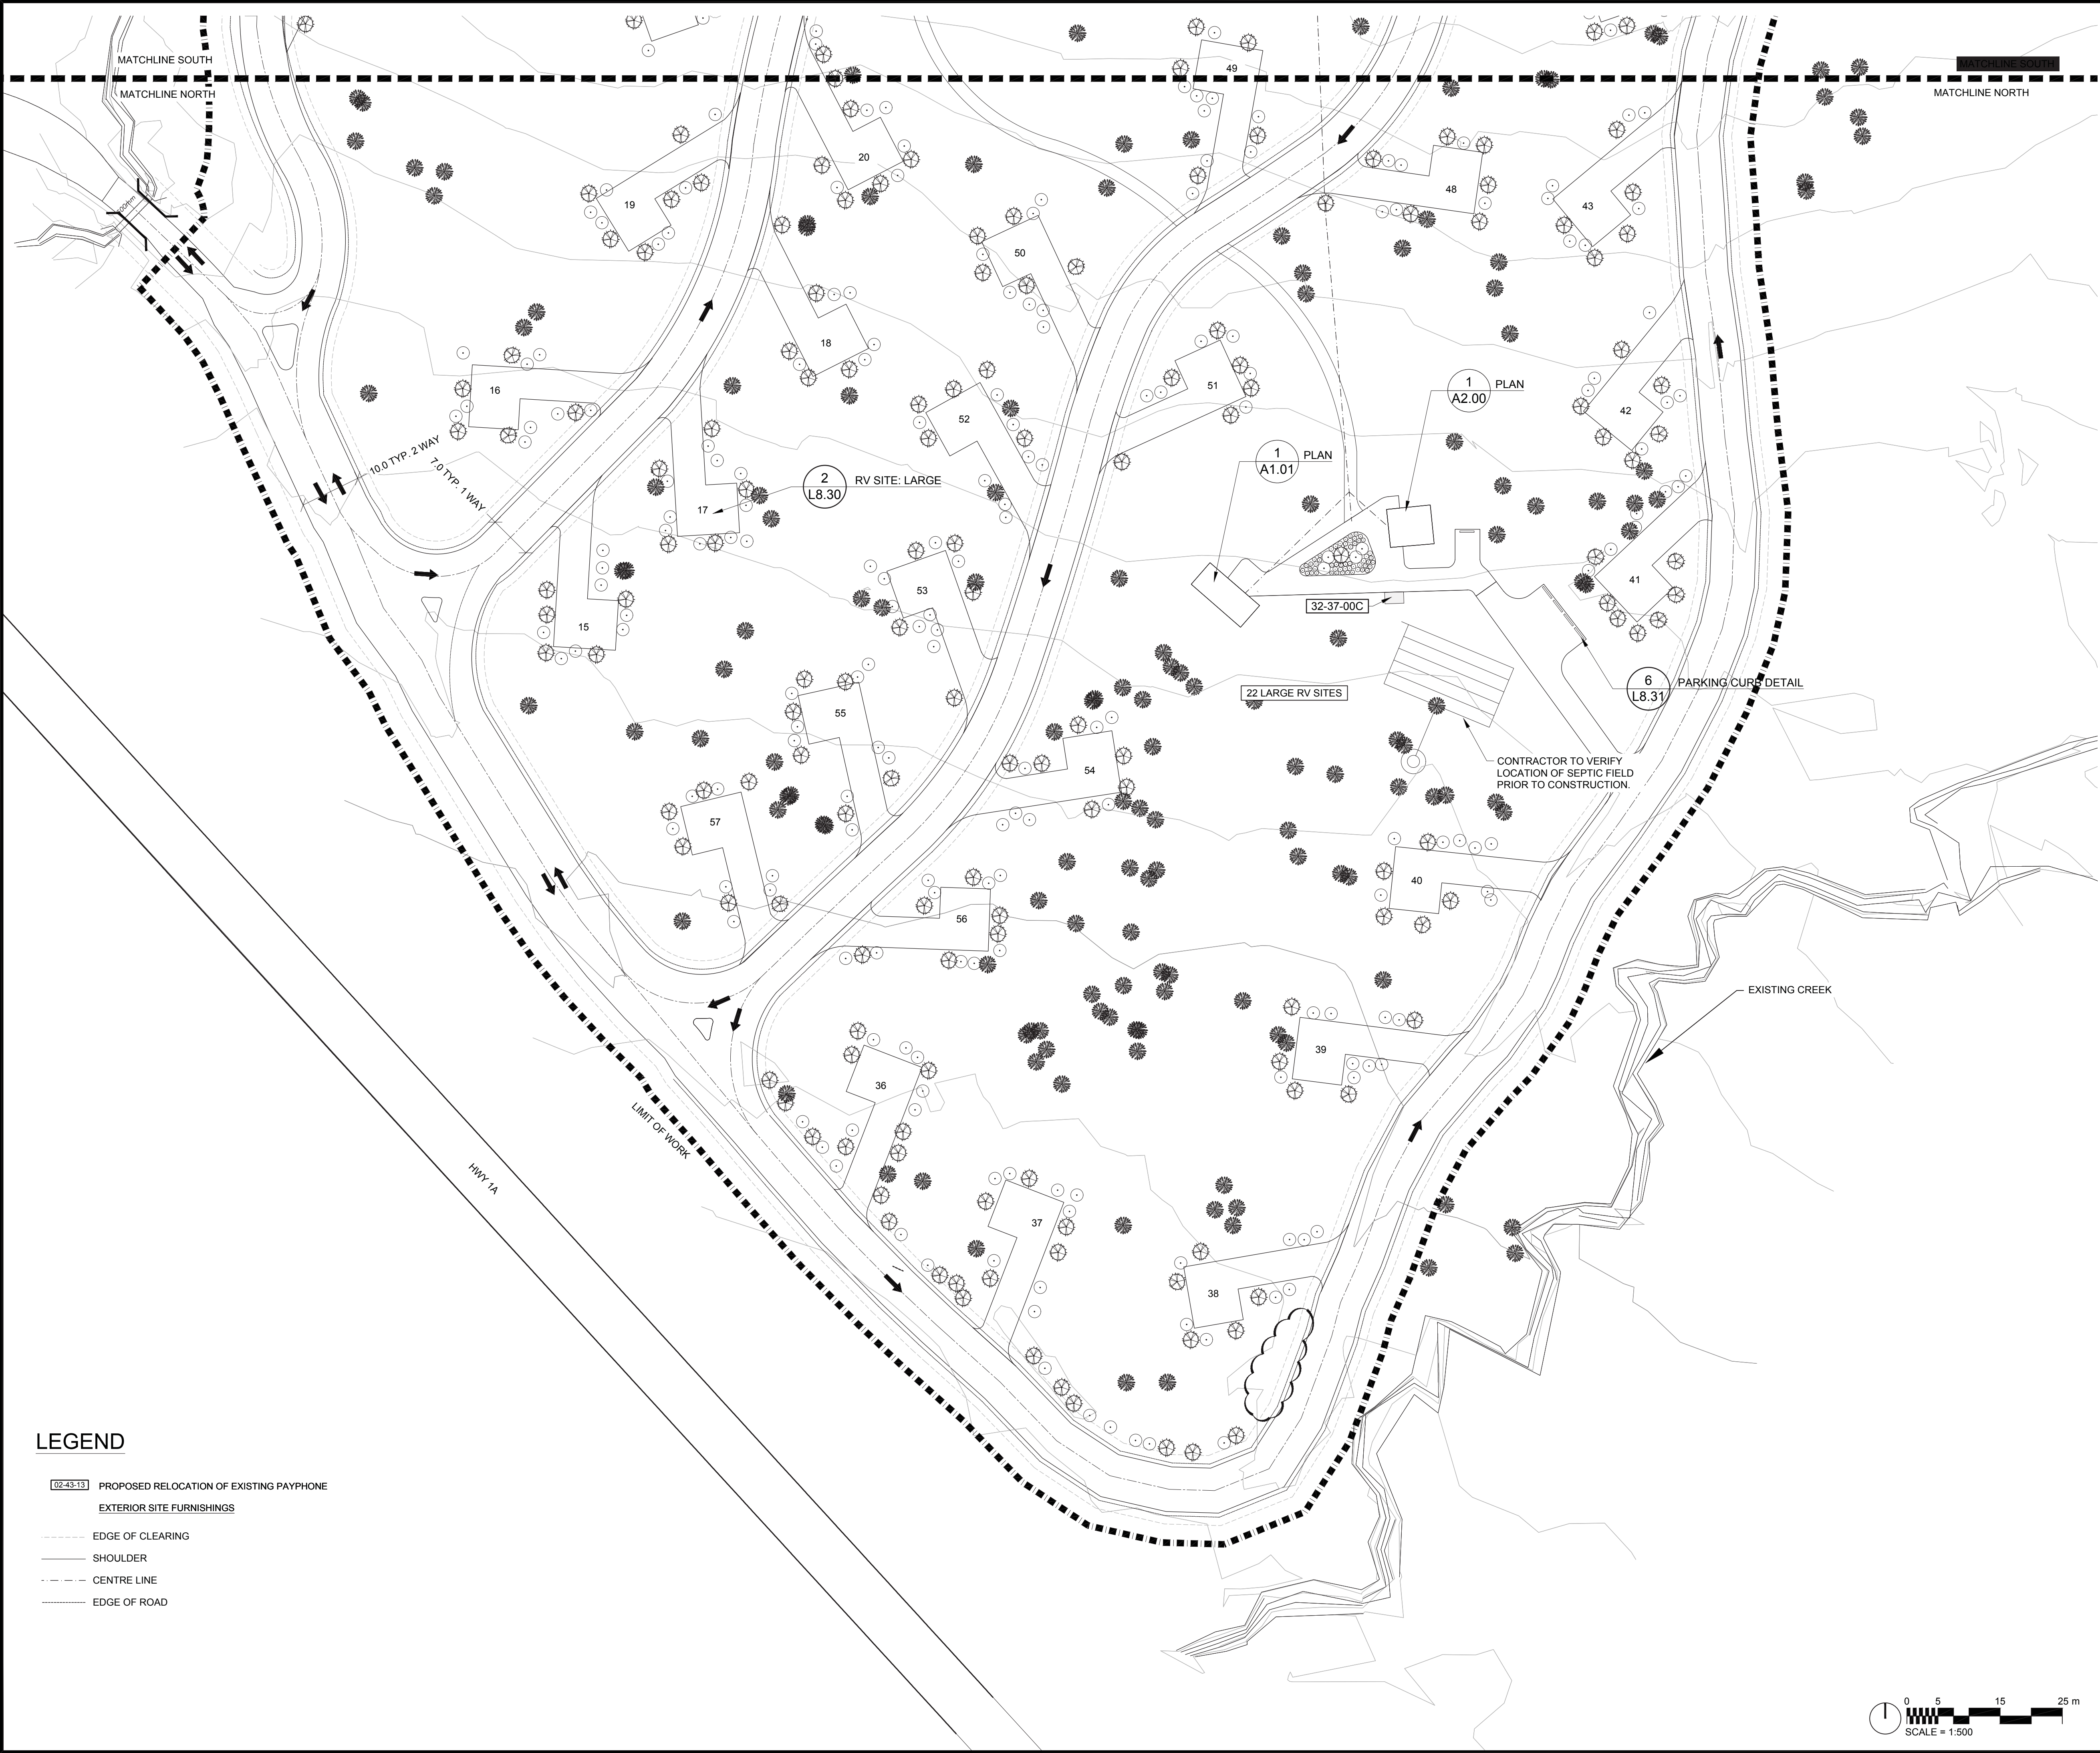 MATCHLINE SOUTH
MATCHLINE NORTH
MATCHLINE SOUTH
MATCHLINE NORTH
49
20
48
43
19
50
18
16
51
52
42
1
A2.00
PLAN
1
A1.01
PLAN
10.0 TYP. 2 WAY
7.0 TYP. 1 WAY
2
L8.30
RV SITE: LARGE
17
53
41
32-37-00C
15
6
L8.31
PARKING CURB DETAIL
22 LARGE RV SITES
55
54
CONTRACTOR TO VERIFY
LOCATION OF SEPTIC FIELD
PRIOR TO CONSTRUCTION.
57
40
56
EXISTING CREEK
39
36
LIMIT OF WORK
HWY 1A
37
38
LEGEND
02-43-13 PROPOSED RELOCATION OF EXISTING PAYPHONE
EXTERIOR SITE FURNISHINGS
EDGE OF CLEARING
SHOULDER
CENTRE LINE
EDGE OF ROAD
0 5 15 25 m
SCALE = 1:500